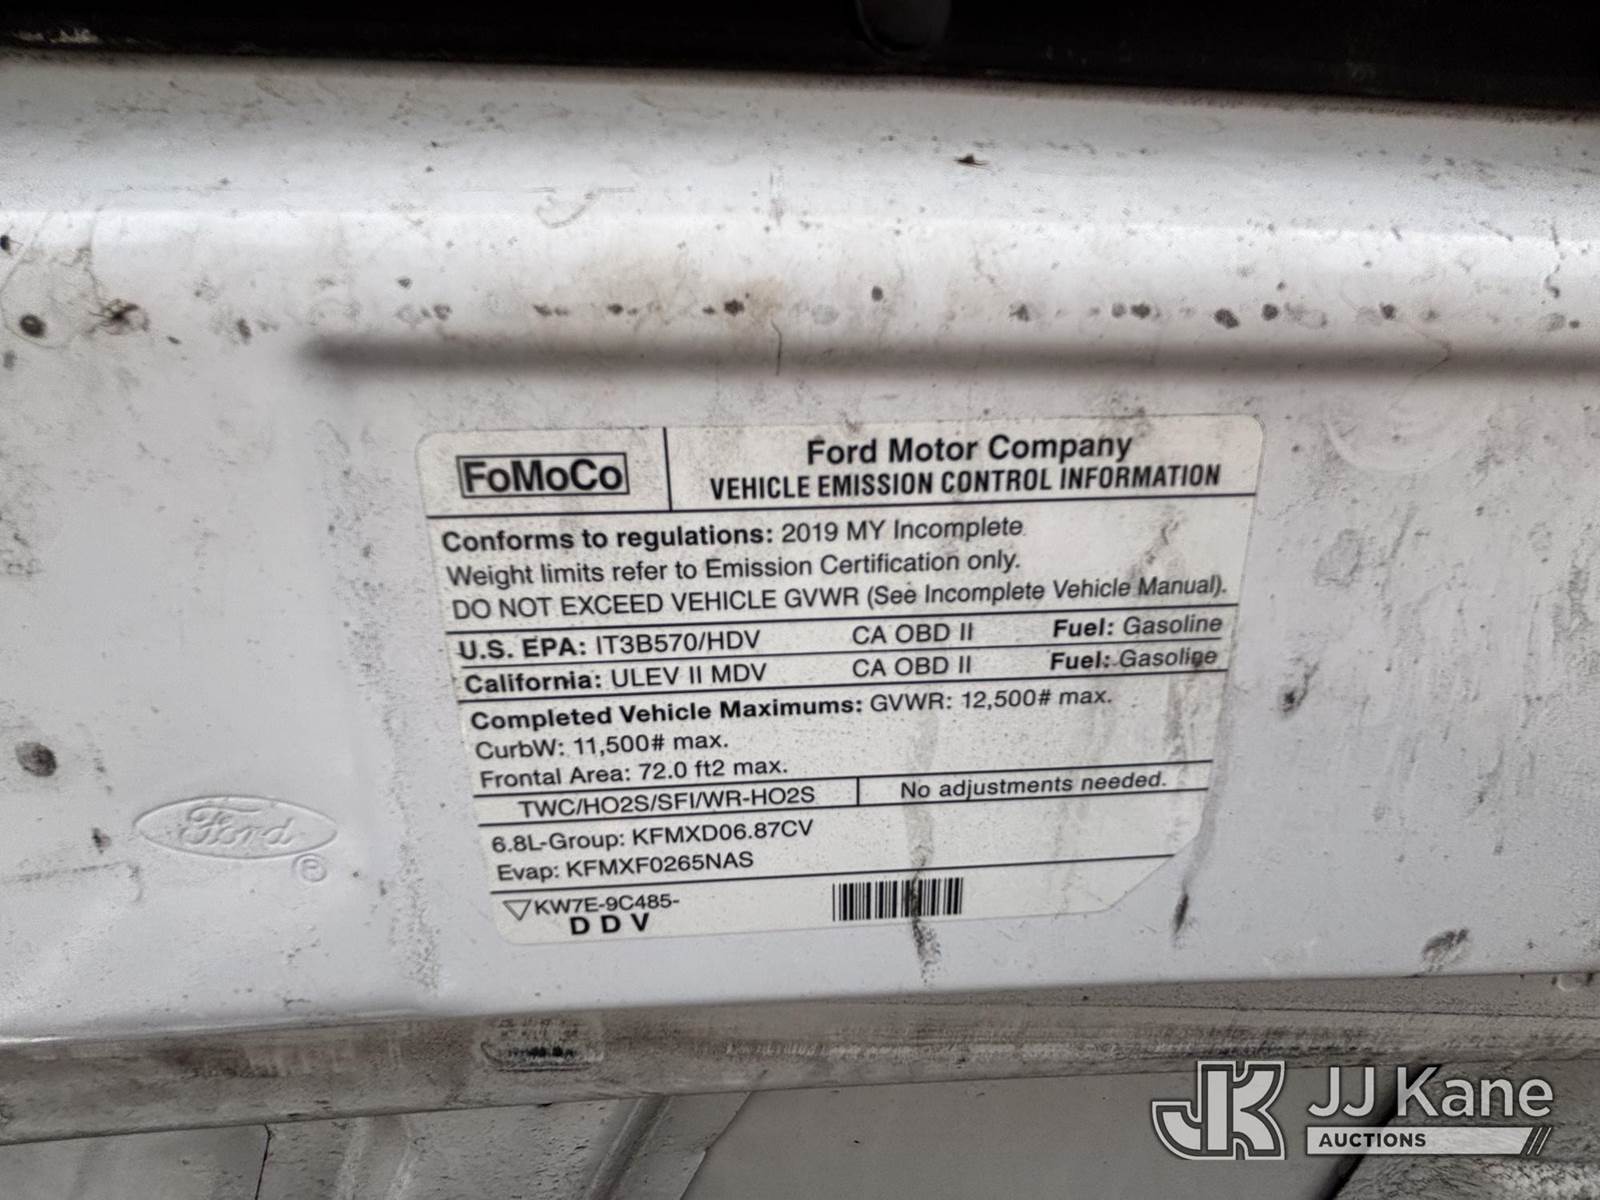 FoMoCo
Ford Motor Company
VEHICLE EMISSION CONTROL INFORMATION
Conforms to regulations: 2019 MY Incomplete
Weight limits refer to Emission Certification only.
DO NOT EXCEED VEHICLE GVWR (See Incomplete Vehicle Manual).
U.S. EPA: IT3B570/HDV CA OBD II Fuel: Gasoline
California: ULEV II MDV CA OBD II Fuel: Gasoline
Completed Vehicle Maximums: GVWR: 12,500# max.
CurbW: 11,500# max.
Frontal Area: 72.0 ft2 max.
TWC/HO2S/SFI/WR-HO2S No adjustments needed.
6.8L-Group: KFMXD06.87CV
Evap: KFMXF0265NAS
KW7E-9C485-
DDV
Ford
®
JJ Kane
AUCTIONS